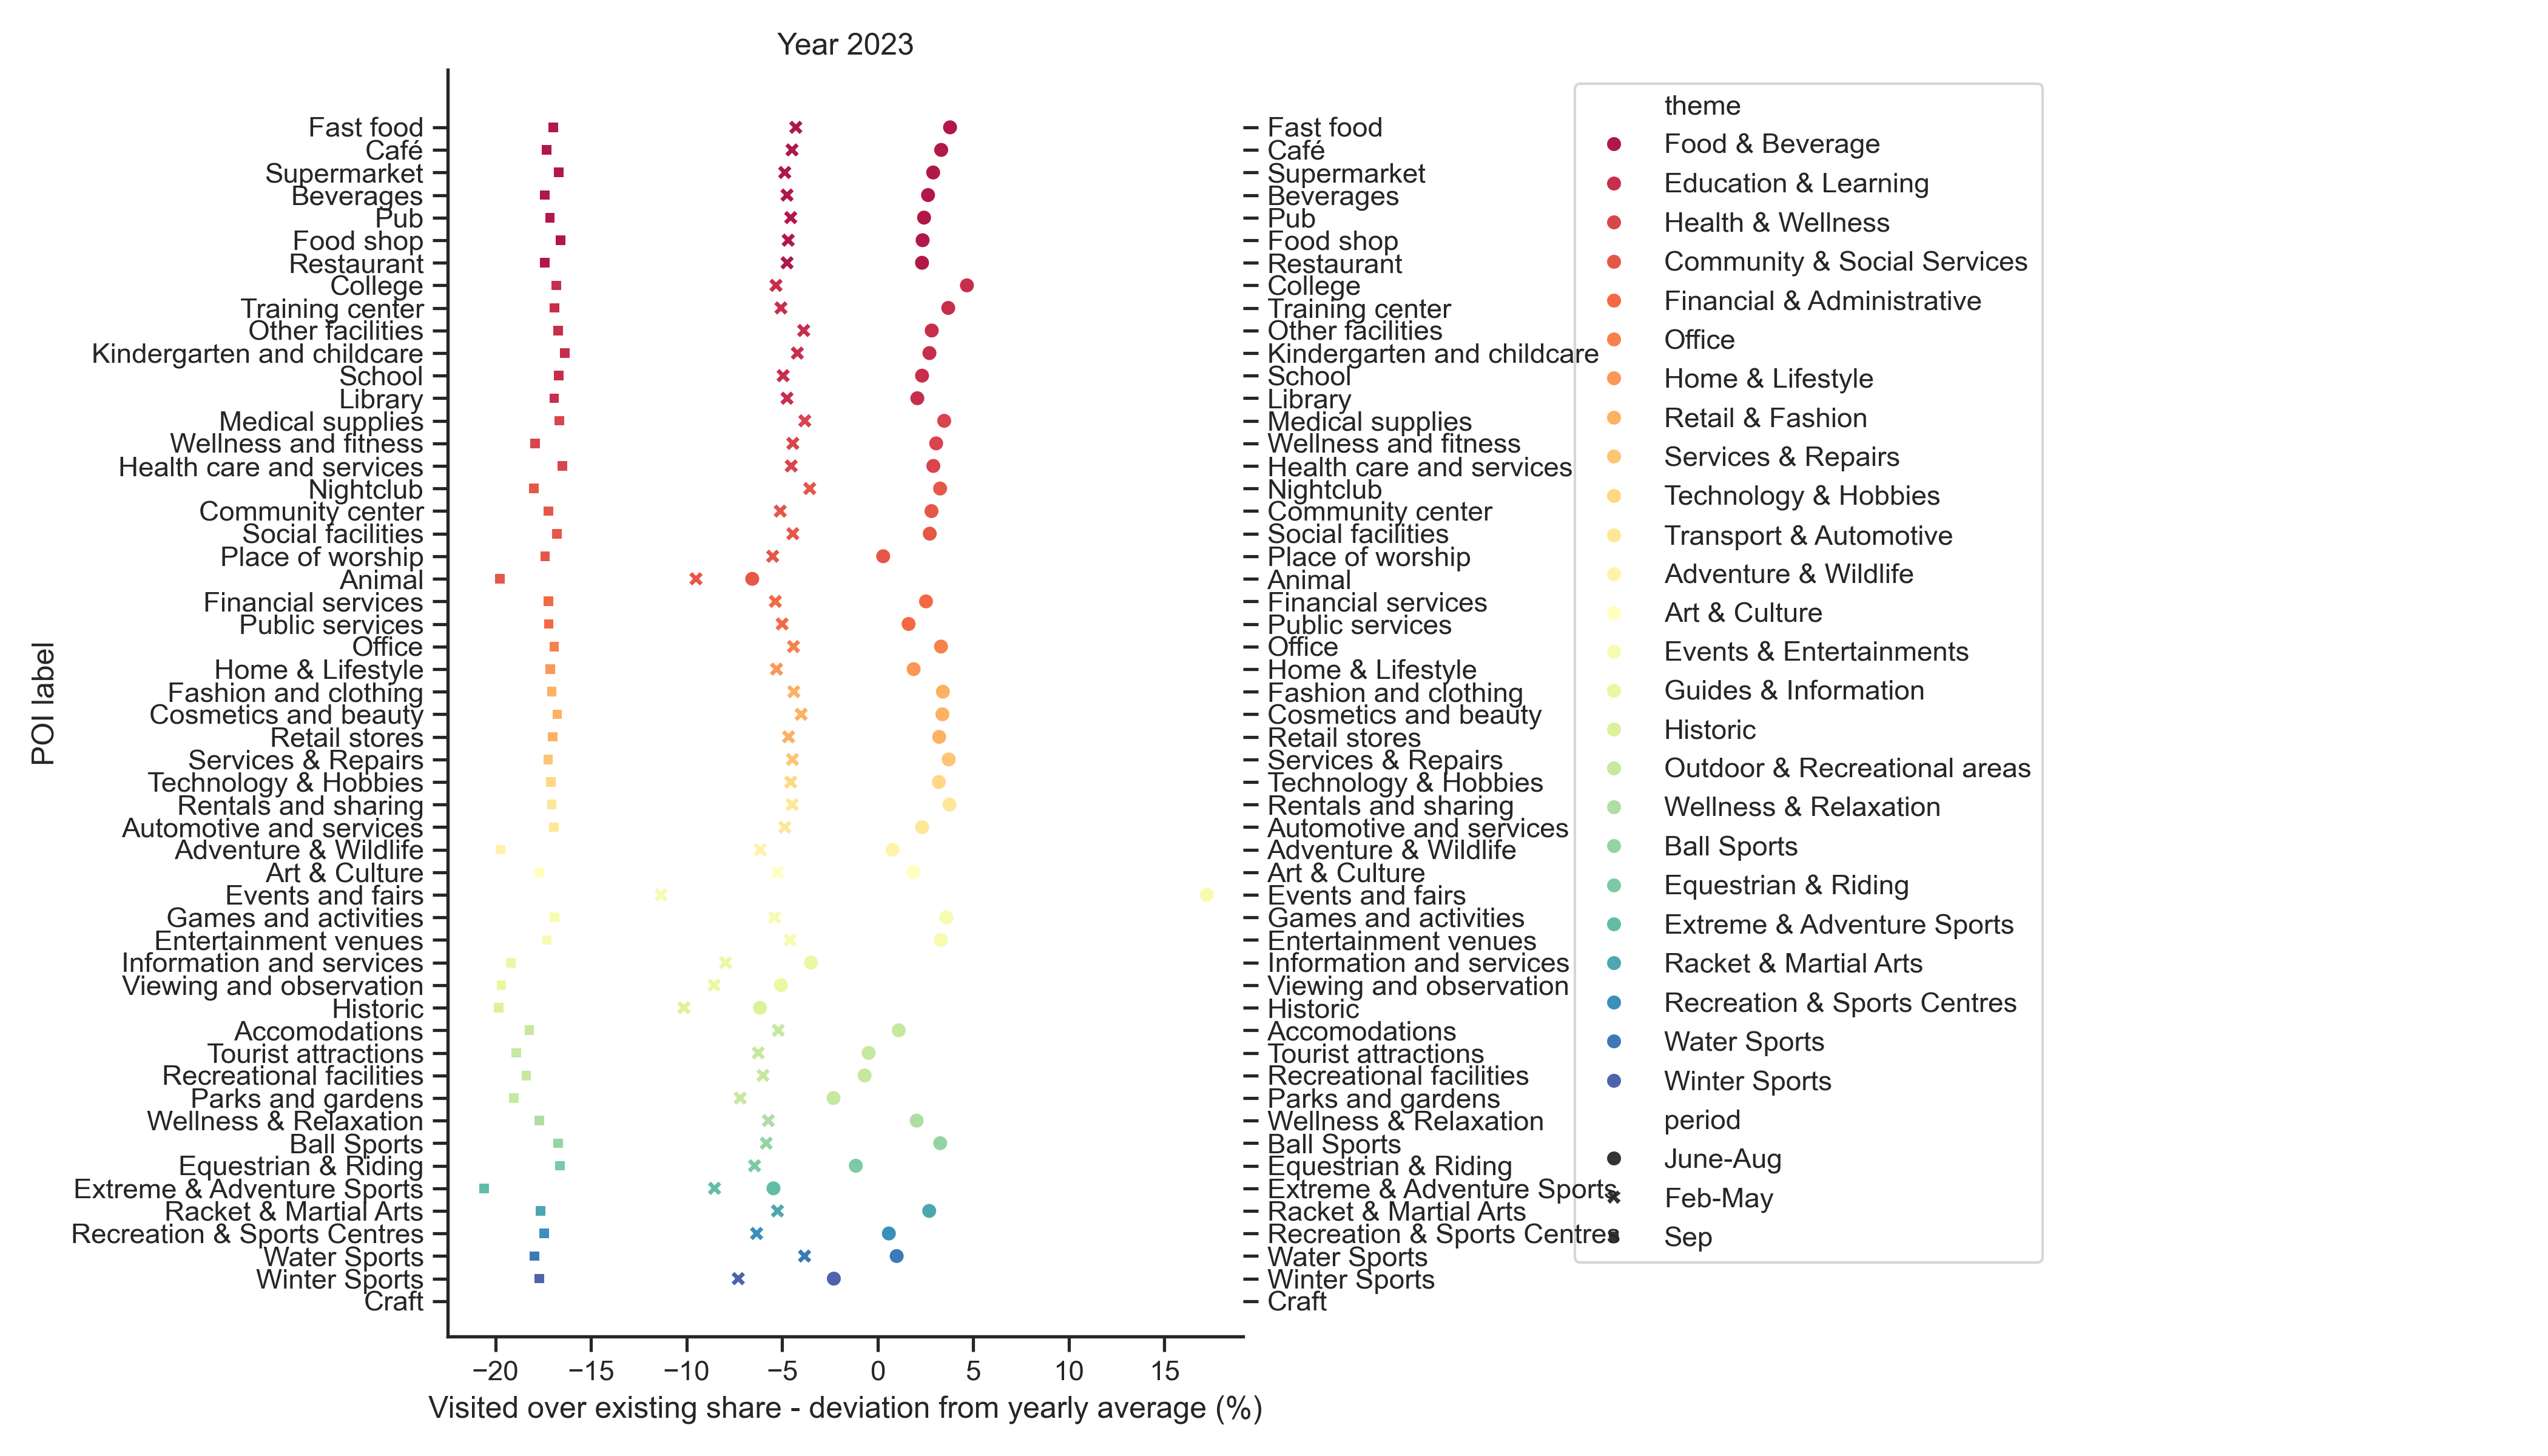 Year 2023
POI label
Fast food
Café
Supermarket
Beverages
Pub
Food shop
Restaurant
College
Training center
Other facilities
Kindergarten and childcare
School
Library
Medical supplies
Wellness and fitness
Health care and services
Nightclub
Community center
Social facilities
Place of worship
Animal
Financial services
Public services
Office
Home & Lifestyle
Fashion and clothing
Cosmetics and beauty
Retail stores
Services & Repairs
Technology & Hobbies
Rentals and sharing
Automotive and services
Adventure & Wildlife
Art & Culture
Events and fairs
Games and activities
Entertainment venues
Information and services
Viewing and observation
Historic
Accomodations
Tourist attractions
Recreational facilities
Parks and gardens
Wellness & Relaxation
Ball Sports
Equestrian & Riding
Extreme & Adventure Sports
Racket & Martial Arts
Recreation & Sports Centres
Water Sports
Winter Sports
Craft
−20 −15 −10 −5 0 5 10 15
Visited over existing share - deviation from yearly average (%)
Fast food
Café
Supermarket
Beverages
Pub
Food shop
Restaurant
College
Training center
Other facilities
Kindergarten and childcare
School
Library
Medical supplies
Wellness and fitness
Health care and services
Nightclub
Community center
Social facilities
Place of worship
Animal
Financial services
Public services
Office
Home & Lifestyle
Fashion and clothing
Cosmetics and beauty
Retail stores
Services & Repairs
Technology & Hobbies
Rentals and sharing
Automotive and services
Adventure & Wildlife
Art & Culture
Events and fairs
Games and activities
Entertainment venues
Information and services
Viewing and observation
Historic
Accomodations
Tourist attractions
Recreational facilities
Parks and gardens
Wellness & Relaxation
Ball Sports
Equestrian & Riding
Extreme & Adventure Sports
Racket & Martial Arts
Recreation & Sports Centres
Water Sports
Winter Sports
Craft
theme
Food & Beverage
Education & Learning
Health & Wellness
Community & Social Services
Financial & Administrative
Office
Home & Lifestyle
Retail & Fashion
Services & Repairs
Technology & Hobbies
Transport & Automotive
Adventure & Wildlife
Art & Culture
Events & Entertainments
Guides & Information
Historic
Outdoor & Recreational areas
Wellness & Relaxation
Ball Sports
Equestrian & Riding
Extreme & Adventure Sports
Racket & Martial Arts
Recreation & Sports Centres
Water Sports
Winter Sports
period
June-Aug
Feb-May
Sep